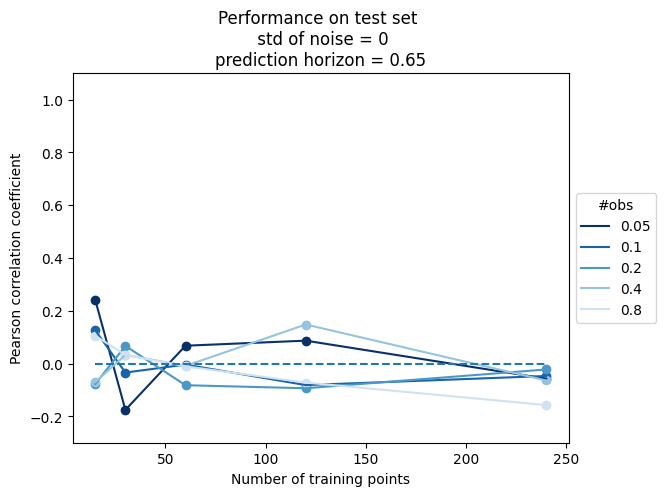 Performance on test set
std of noise = 0
prediction horizon = 0.65
Pearson correlation coefficient
1.0
0.8
0.6
0.4
0.2
0.0
−0.2
50
100
150
200
250
Number of training points
#obs
0.05
0.1
0.2
0.4
0.8